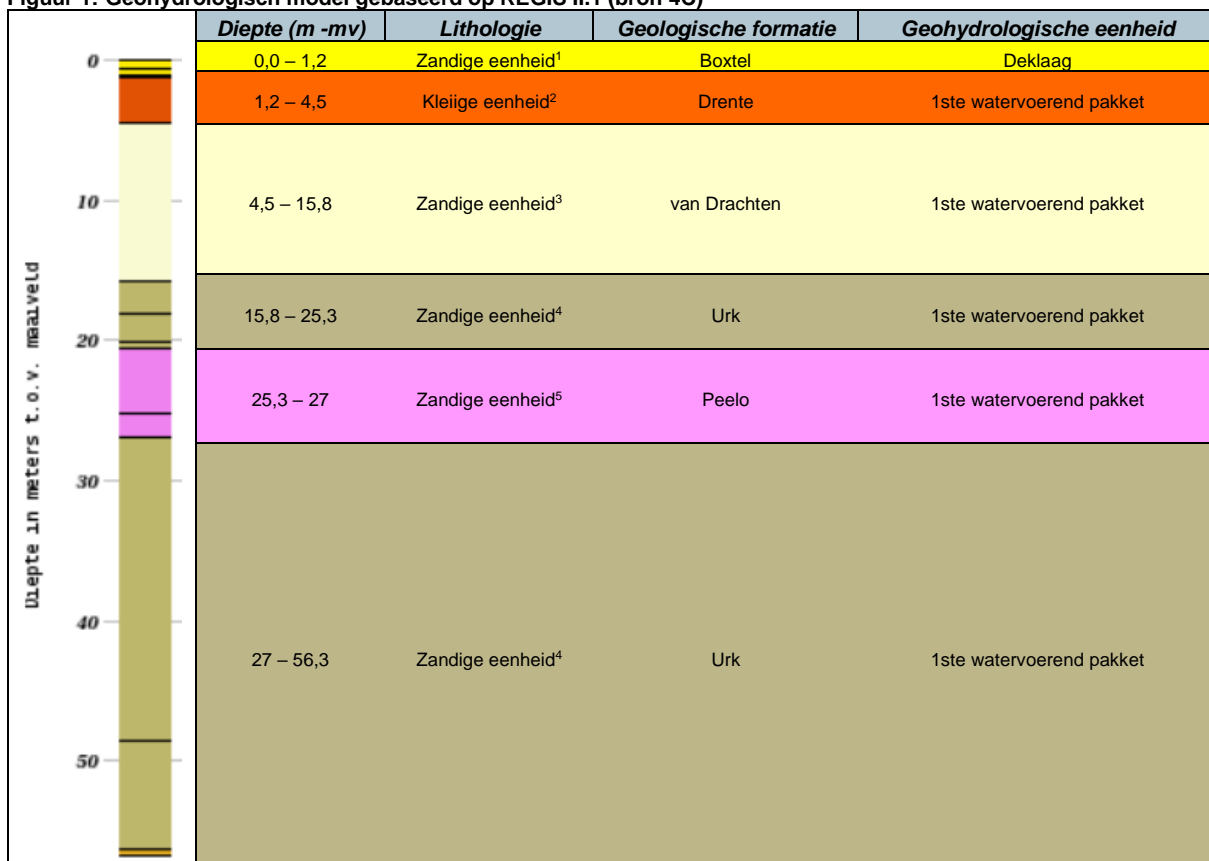 Figuur 1: Geohydrologisch model gebaseerd op REGIS II.1 (bron 4C)
Diepte (m -mv) Lithologie Geologische formatie Geohydrologische eenheid
0,0 – 1,2 Zandige eenheid¹ Boxtel Deklaag
1,2 – 4,5 Kleiige eenheid² Drente 1ste watervoerend pakket
4,5 – 15,8 Zandige eenheid³ van Drachten 1ste watervoerend pakket
15,8 – 25,3 Zandige eenheid⁴ Urk 1ste watervoerend pakket
25,3 – 27 Zandige eenheid⁵ Peelo 1ste watervoerend pakket
27 – 56,3 Zandige eenheid⁴ Urk 1ste watervoerend pakket
0
10
20
30
40
50
Diepte in meters t.o.v. maaiveld